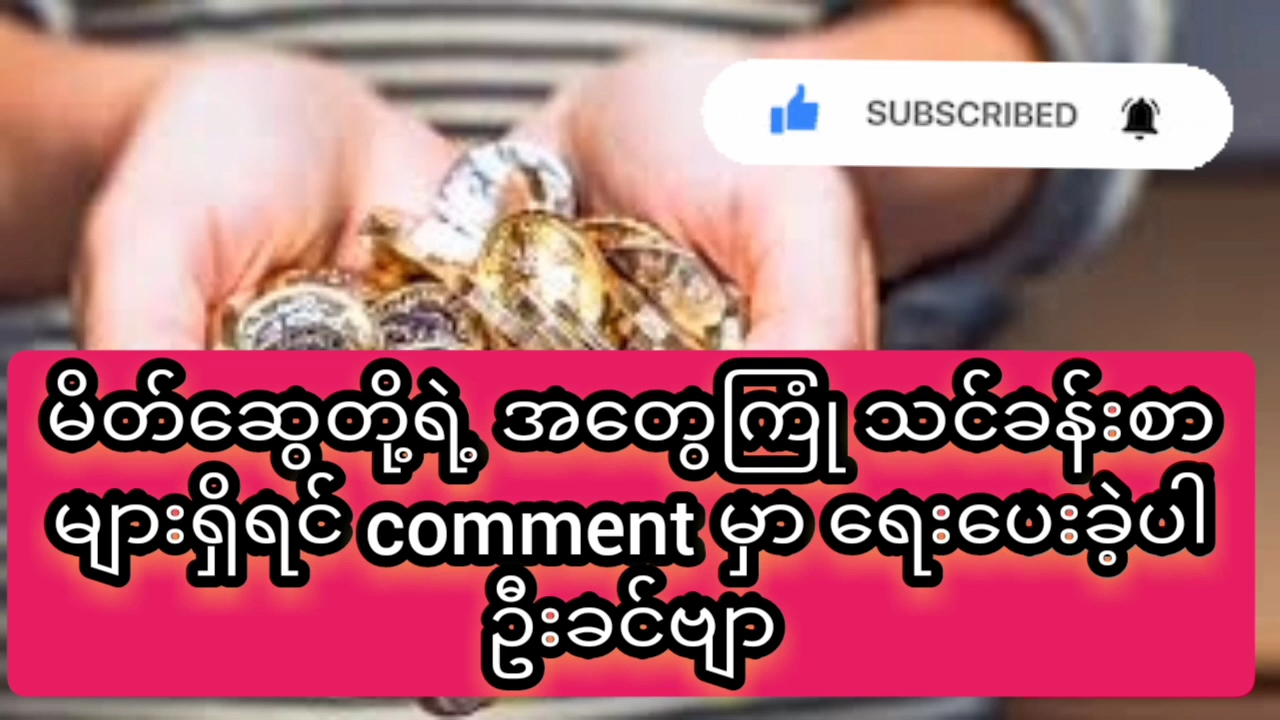 SUBSCRIBED
မိတ်ဆွေတို့ရဲ့ အတွေ့ကြုံ သင်ခန်းစာ
များရှိရင် comment မှာ ရေးပေးခဲ့ပါ
ဦးခင်ဗျာ